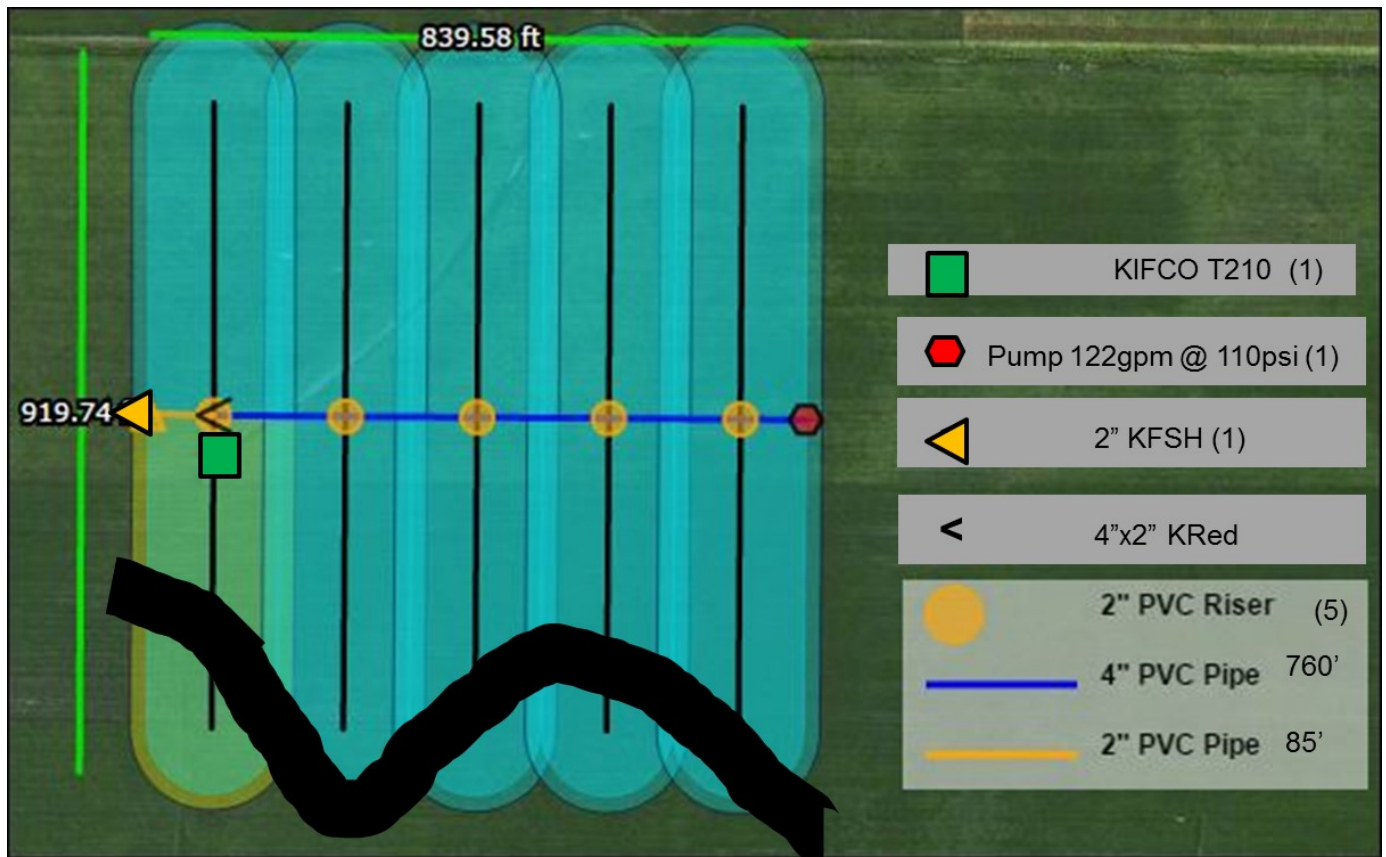 839.58 ft
919.74
KIFCO T210 (1)
Pump 122gpm @ 110psi (1)
2” KFSH (1)
< 4”x2” KRed
2" PVC Riser (5)
4" PVC Pipe 760’
2" PVC Pipe 85’